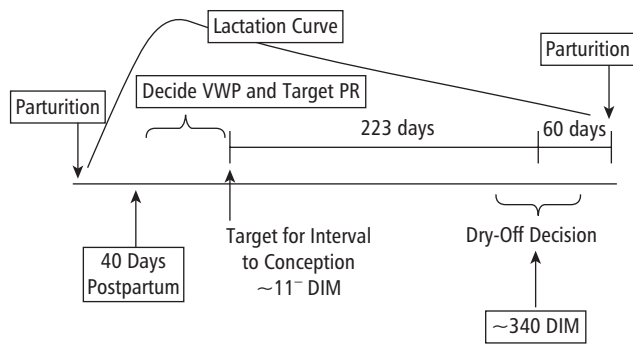 Lactation Curve
Parturition
Decide VWP and Target PR
Parturition
223 days
60 days
40 Days
Postpartum
Target for Interval
to Conception
~11⁻ DIM
Dry-Off Decision
~340 DIM